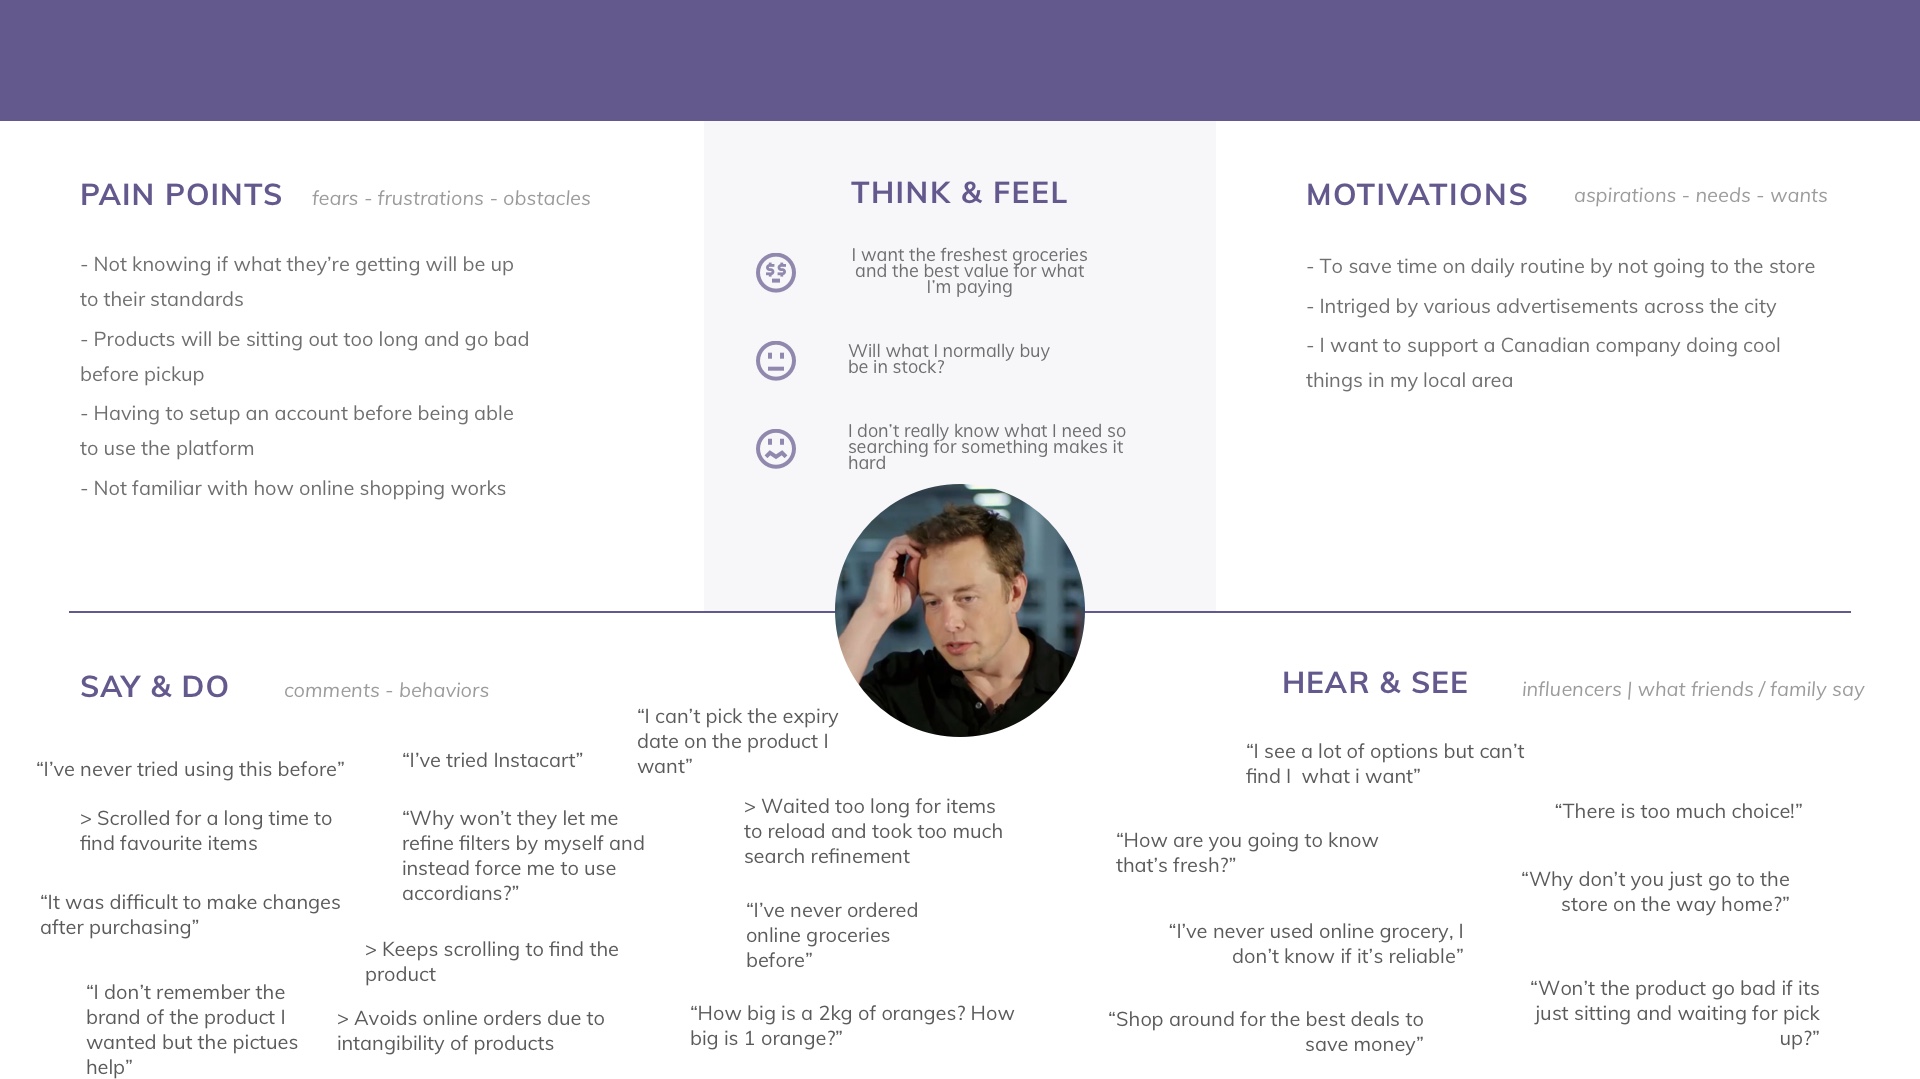 PAIN POINTS fears - frustrations - obstacles
- Not knowing if what they’re getting will be up
to their standards
- Products will be sitting out too long and go bad
before pickup
- Having to setup an account before being able
to use the platform
- Not familiar with how online shopping works
THINK & FEEL
I want the freshest groceries
and the best value for what
I’m paying
Will what I normally buy
be in stock?
I don’t really know what I need so
searching for something makes it
hard
MOTIVATIONS aspirations - needs - wants
- To save time on daily routine by not going to the store
- Intriged by various advertisements across the city
- I want to support a Canadian company doing cool
things in my local area
SAY & DO comments - behaviors
“I’ve never tried using this before”
> Scrolled for a long time to
find favourite items
“It was difficult to make changes
after purchasing”
“I don’t remember the
brand of the product I
wanted but the pictues
help”
“I’ve tried Instacart”
“Why won’t they let me
refine filters by myself and
instead force me to use
accordians?”
> Keeps scrolling to find the
product
> Avoids online orders due to
intangibility of products
“I can’t pick the expiry
date on the product I
want”
> Waited too long for items
to reload and took too much
search refinement
“I’ve never ordered
online groceries
before”
“How big is a 2kg of oranges? How
big is 1 orange?”
HEAR & SEE influencers | what friends / family say
“I see a lot of options but can’t
find I  what i want”
“How are you going to know
that’s fresh?”
“I’ve never used online grocery, I
don’t know if it’s reliable”
“Shop around for the best deals to
save money”
“There is too much choice!”
“Why don’t you just go to the
store on the way home?”
“Won’t the product go bad if its
just sitting and waiting for pick
up?”